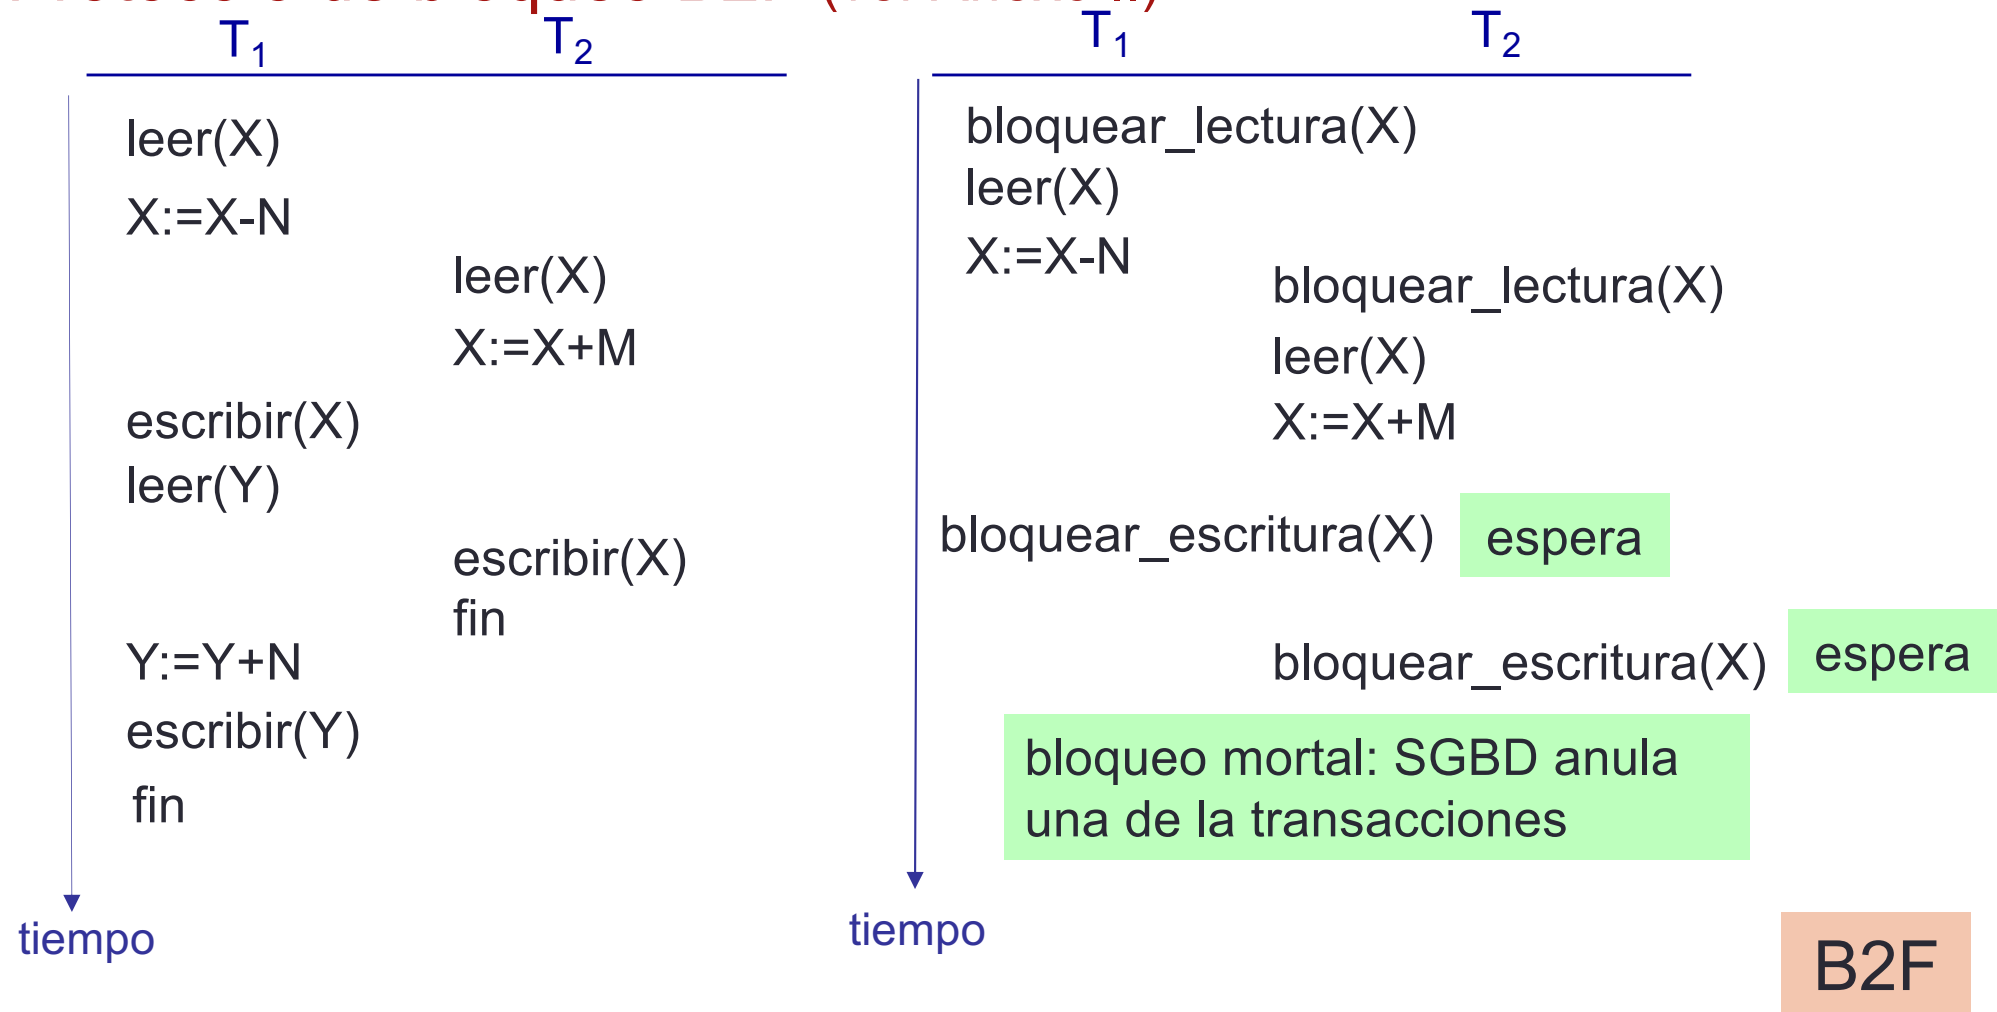 T1 T2
leer(X)
X:=X-N
leer(X)
X:=X+M
escribir(X)
leer(Y)
escribir(X)
fin
Y:=Y+N
escribir(Y)
fin
tiempo
T1 T2
bloquear_lectura(X)
leer(X)
X:=X-N
bloquear_lectura(X)
leer(X)
X:=X+M
bloquear_escritura(X) espera
bloquear_escritura(X) espera
bloqueo mortal: SGBD anula
una de la transacciones
tiempo
B2F